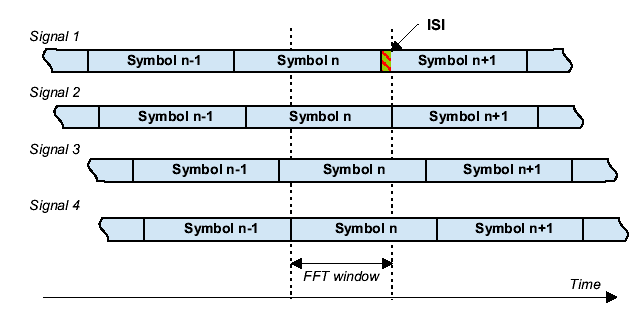 ISI
Signal 1
Symbol n-1 Symbol n Symbol n+1
Signal 2
Symbol n-1 Symbol n Symbol n+1
Signal 3
Symbol n-1 Symbol n Symbol n+1
Signal 4
Symbol n-1 Symbol n Symbol n+1
FFT window
Time